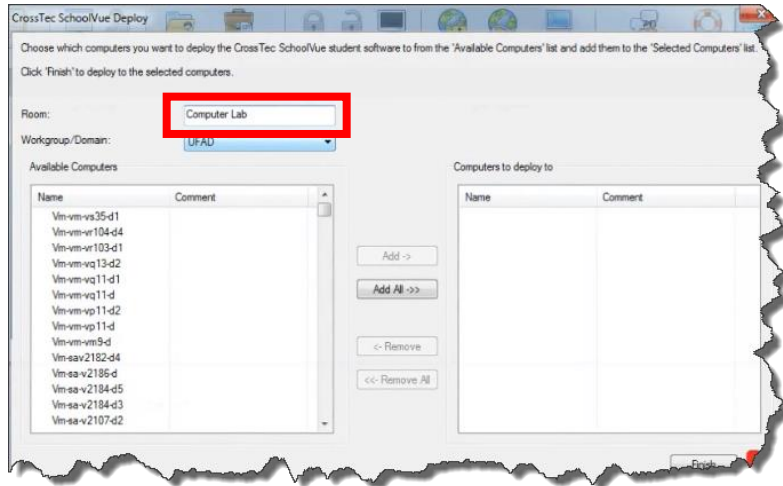 CrossTec SchoolVue Deploy
Choose which computers you want to deploy the CrossTec SchoolVue student software to from the 'Available Computers' list and add them to the 'Selected Computers' list.
Click 'Finish' to deploy to the selected computers.
Room: Computer Lab
Workgroup/Domain: UFAD
Available Computers
Computers to deploy to
Name Comment
Name Comment
Vm-vm-vs35-d1
Vm-vm-vr104-d4
Vm-vm-vr103-d1
Vm-vm-vq13-d2
Vm-vm-vq11-d1
Vm-vm-vq11-d
Vm-vm-vp11-d2
Vm-vm-vp11-d
Vm-vm-vm9-d
Vm-sav2182-d4
Vm-sa-v2186-d
Vm-sa-v2184-d5
Vm-sa-v2184-d3
Vm-sa-v2107-d2
Add ->
Add All ->>
<- Remove
<<- Remove All
Finish